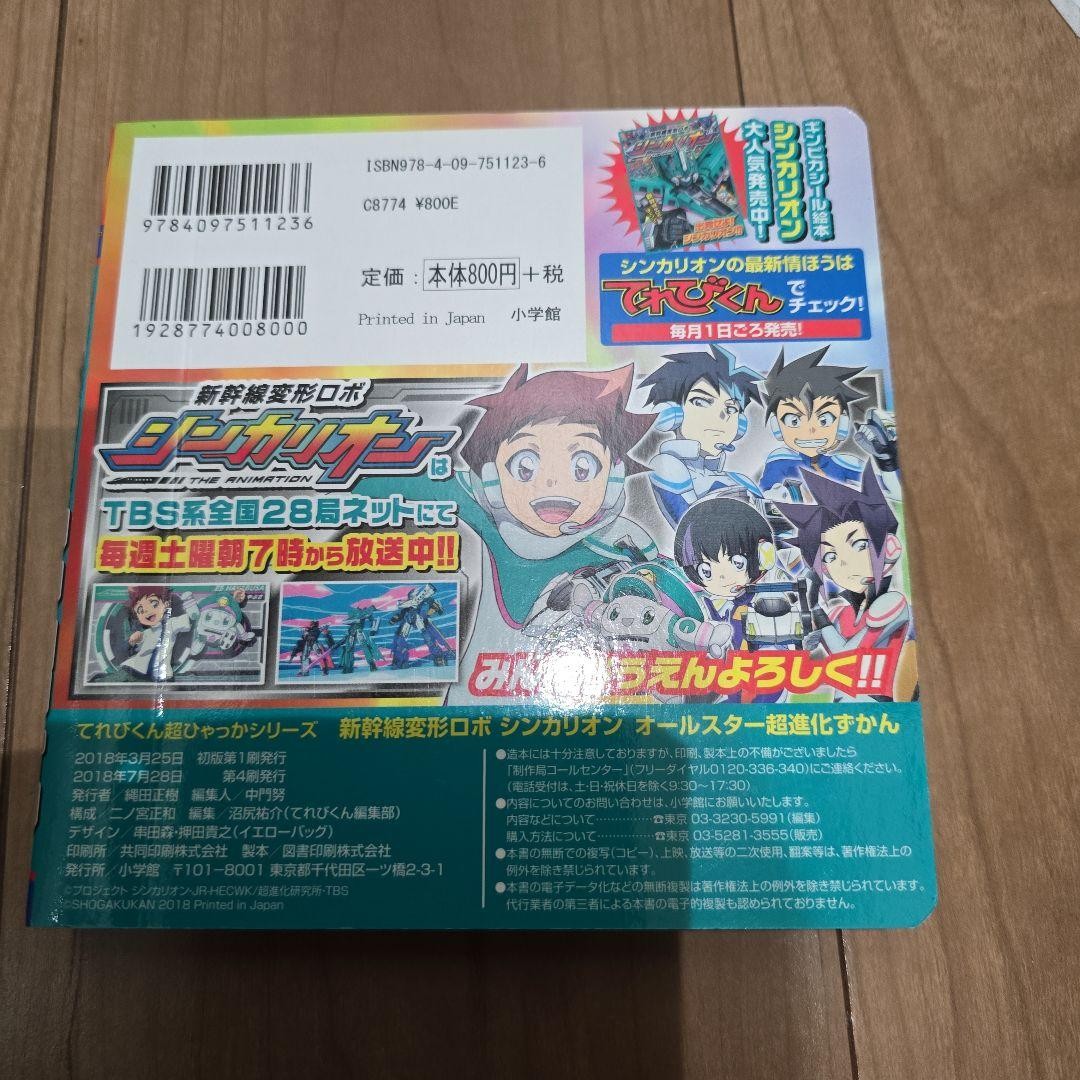 ISBN978-4-09-751123-6
C8774 ¥800E
9784097511236
定価：本体800円+税
1928774008000
Printed in Japan 小学館
シンカリオン
ギンピカシール絵本
シンカリオン
大人気発売中！
シンカリオンの最新情ほうは
てれびくんでチェック！
毎月1日ごろ発売！
新幹線変形ロボ
シンカリオンは
THE ANIMATION
TBS系全国28局ネットにて
毎週土曜朝7時から放送中!!
みんな うえんよろしく!!
てれびくん超ひゃっかシリーズ 新幹線変形ロボ シンカリオン オールスター超進化ずかん
2018年3月25日 初版第1刷発行
2018年7月28日 第4刷発行
発行者／縄田正樹 編集人／中門努
構成／二ノ宮正和 編集／沼尻祐介（てれびくん編集部）
デザイン／串田森・押田貴之（イエローバッグ）
印刷所／共同印刷株式会社 製本／図書印刷株式会社
発行所／小学館 〒101-8001 東京都千代田区一ツ橋2-3-1
©プロジェクト シンカリオン・JR-HECWK/超進化研究所・TBS
©SHOGAKUKAN 2018 Printed in Japan
●造本には十分注意しておりますが、印刷、製本上の不備がございましたら
「制作局コールセンター」（フリーダイヤル0120-336-340）にご連絡ください。
（電話受付は、土・日・祝休日を除く9:30〜17:30）
●内容についてのお問い合わせは、小学館にお願いいたします。
内容などについて……………☎東京 03-3230-5991（編集）
購入方法について……………☎東京 03-5281-3555（販売）
●本書の無断での複写（コピー）、上映、放送等の二次使用、翻案等は、著作権法上の
例外を除き禁じられています。
●本書の電子データ化などの無断複製は著作権法上の例外を除き禁じられています。
代行業者の第三者による本書の電子的複製も認められておりません。